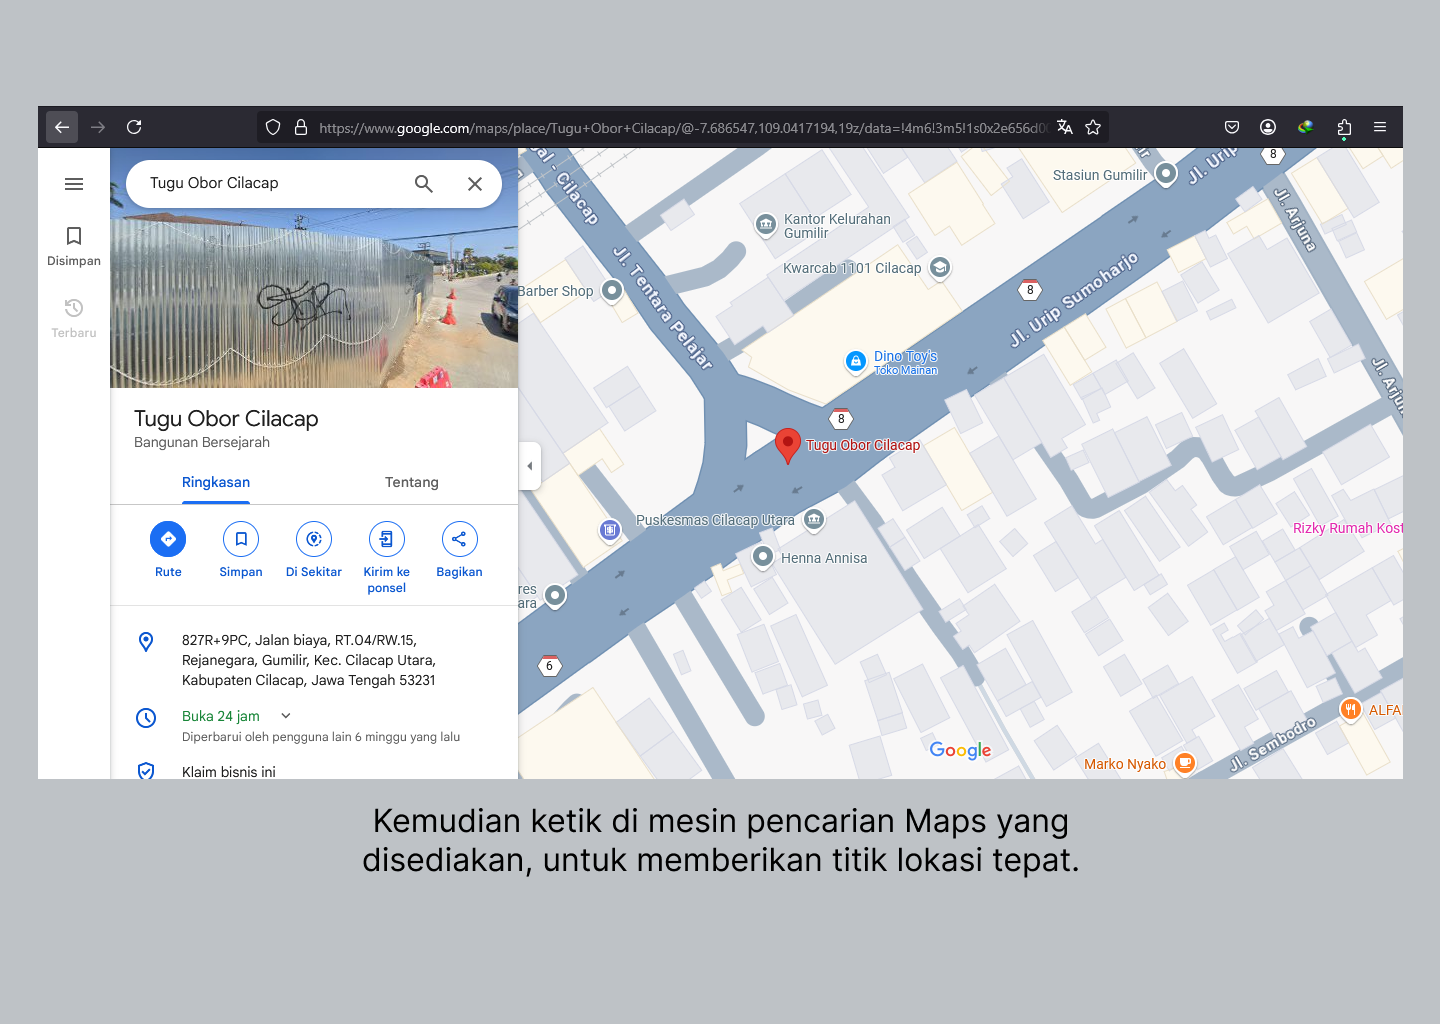 https://www.google.com/maps/place/Tugu+Obor+Cilacap/@-7.686547,109.0417194,19z/data=!4m6!3m5!1s0x2e656d0
Tugu Obor Cilacap
Disimpan
Terbaru
Tugu Obor Cilacap
Bangunan Bersejarah
Ringkasan
Tentang
Rute
Simpan
Di Sekitar
Kirim ke
ponsel
Bagikan
827R+9PC, Jalan biaya, RT.04/RW.15,
Rejanegara, Gumilir, Kec. Cilacap Utara,
Kabupaten Cilacap, Jawa Tengah 53231
Buka 24 jam
Diperbarui oleh pengguna lain 6 minggu yang lalu
Klaim bisnis ini
al - Cilacap
Jl. Tentara Pelajar
Stasiun Gumilir
Jl. Urip
8
Kantor Kelurahan
Gumilir
Kwarcab 1101 Cilacap
Barber Shop
8
Jl. Urip Sumoharjo
Jl. Arjuna
Dino Toy's
Toko Mainan
Jl. Arju
8
Tugu Obor Cilacap
Puskesmas Cilacap Utara
Henna Annisa
Rizky Rumah Kost
res
ara
6
ALFA
Google
Marko Nyako
Jl. Sembodro
Kemudian ketik di mesin pencarian Maps yang
disediakan, untuk memberikan titik lokasi tepat.